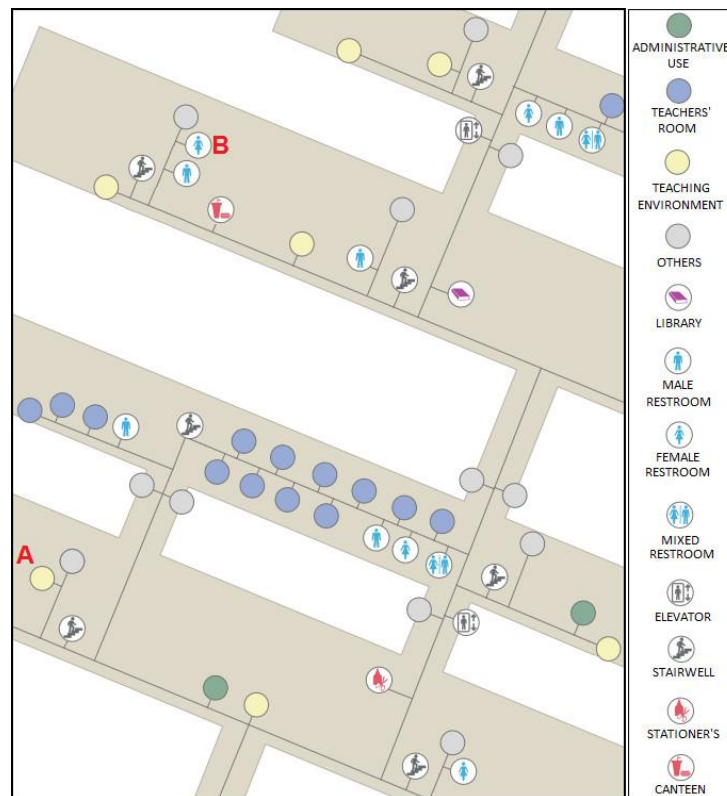 B
A
ADMINISTRATIVE
USE
TEACHERS'
ROOM
TEACHING
ENVIRONMENT
OTHERS
LIBRARY
MALE
RESTROOM
FEMALE
RESTROOM
MIXED
RESTROOM
ELEVATOR
STAIRWELL
STATIONER'S
CANTEEN